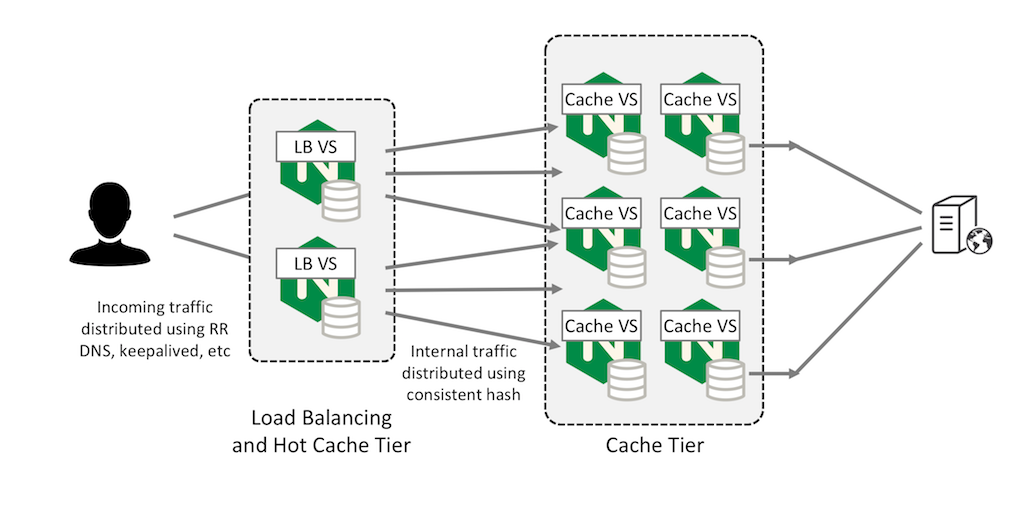 Incoming traffic
distributed using RR
DNS, keepalived, etc
LB VS
LB VS
Load Balancing
and Hot Cache Tier
Internal traffic
distributed using
consistent hash
Cache VS
Cache VS
Cache VS
Cache VS
Cache VS
Cache VS
Cache Tier